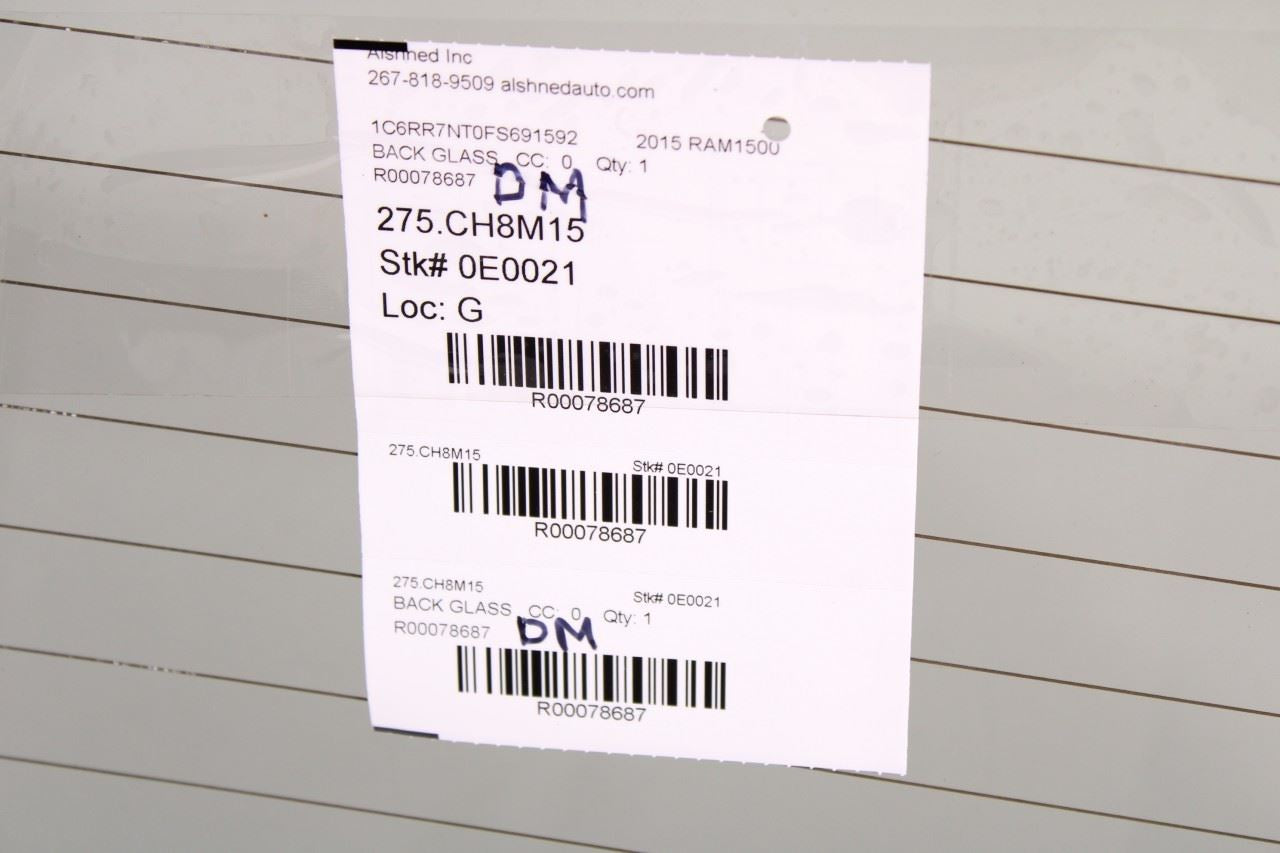 Alshned Inc
267-818-9509 alshnedauto.com
1C6RR7NT0FS691592 2015 RAM1500
BACK GLASS CC: 0 Qty: 1
R00078687 DM
275.CH8M15
Stk# 0E0021
Loc: G
R00078687
275.CH8M15 Stk# 0E0021
R00078687
275.CH8M15 Stk# 0E0021
BACK GLASS CC: 0 Qty: 1
R00078687 DM
R00078687